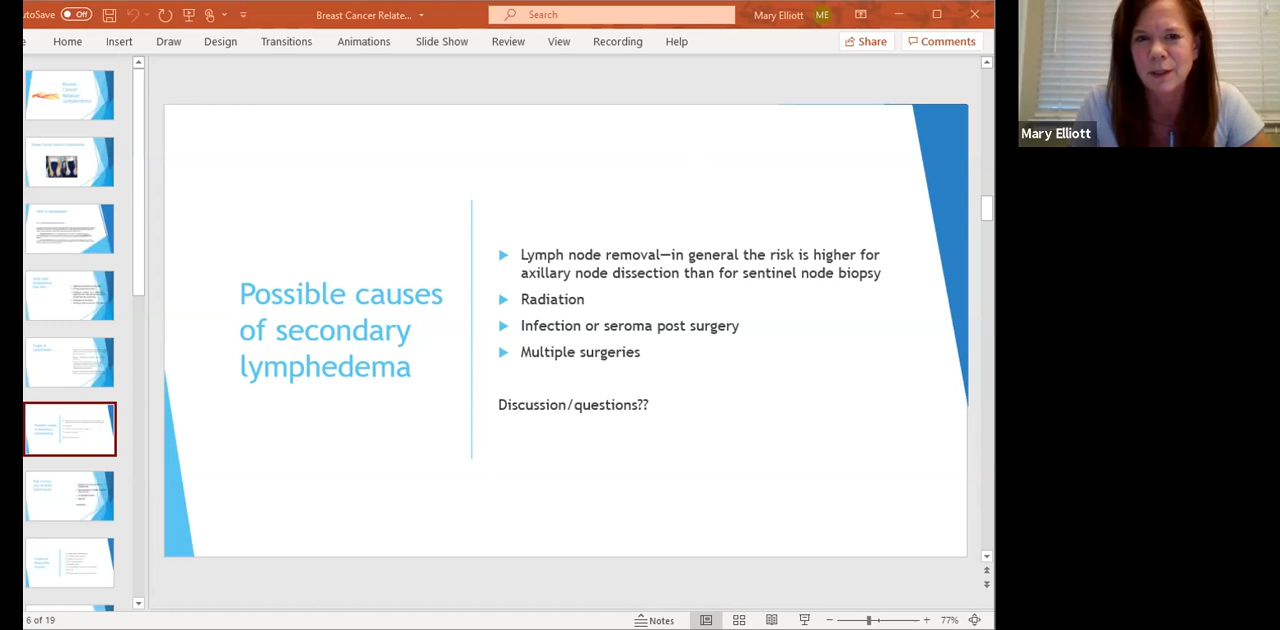 utoSave Off Breast Cancer Relate... Search Mary Elliott ME
Home Insert Draw Design Transitions Animations Slide Show Review View Recording Help Share Comments
Possible causes
of secondary
lymphedema
Lymph node removal—in general the risk is higher for
axillary node dissection than for sentinel node biopsy
Radiation
Infection or seroma post surgery
Multiple surgeries
Discussion/questions??
6 of 19 Notes 77%
Mary Elliott